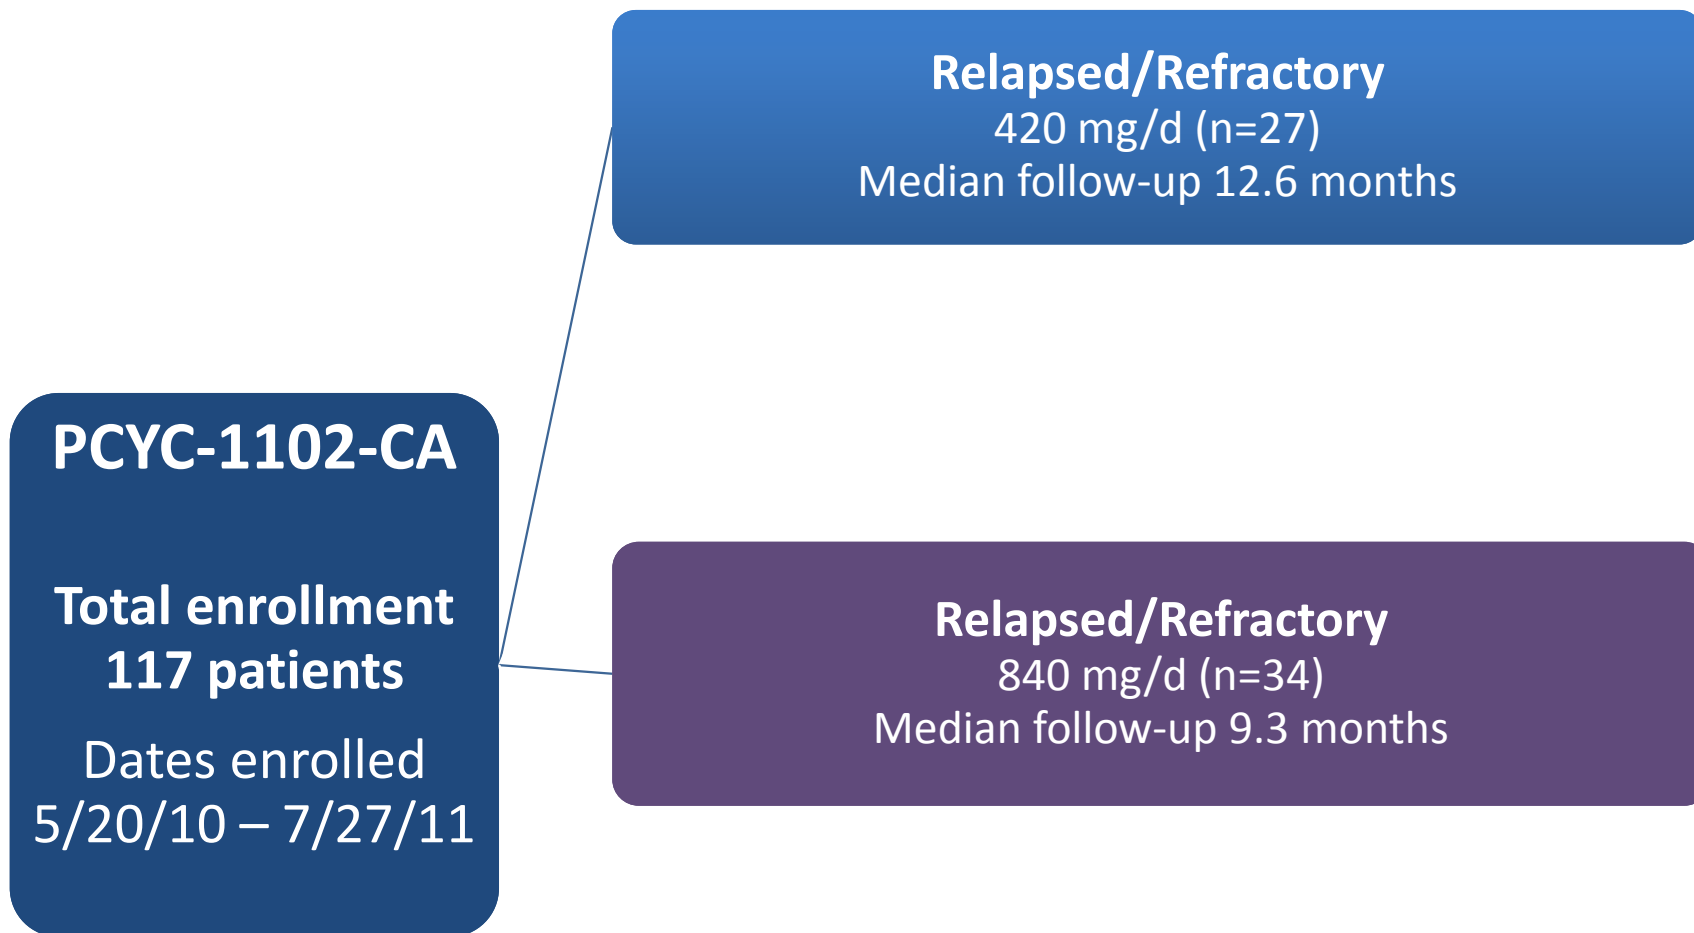 PCYC-1102-CA
Total enrollment
117 patients
Dates enrolled
5/20/10 – 7/27/11
Relapsed/Refractory
420 mg/d (n=27)
Median follow-up 12.6 months
Relapsed/Refractory
840 mg/d (n=34)
Median follow-up 9.3 months